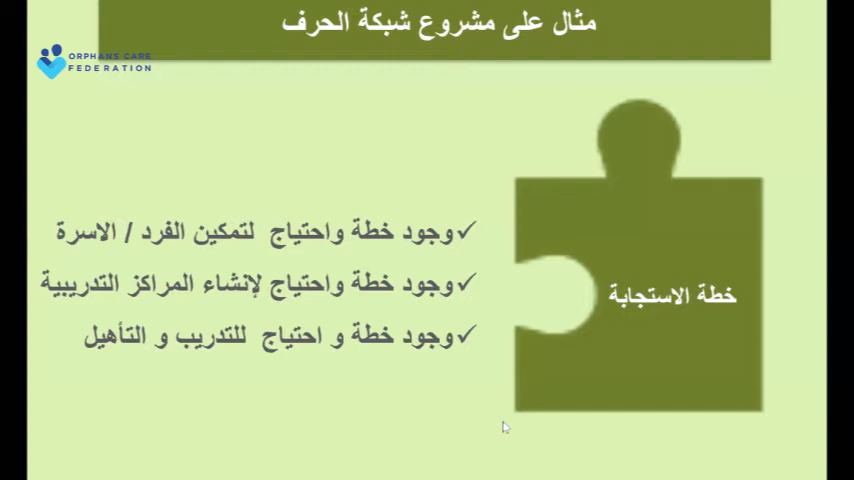 مثال على مشروع شبكة الحرف
ORPHANS CARE
FEDERATION
✓وجود خطة واحتياج لتمكين الفرد / الاسرة
✓وجود خطة واحتياج لإنشاء المراكز التدريبية
✓وجود خطة و احتياج للتدريب و التأهيل
خطة الاستجابة